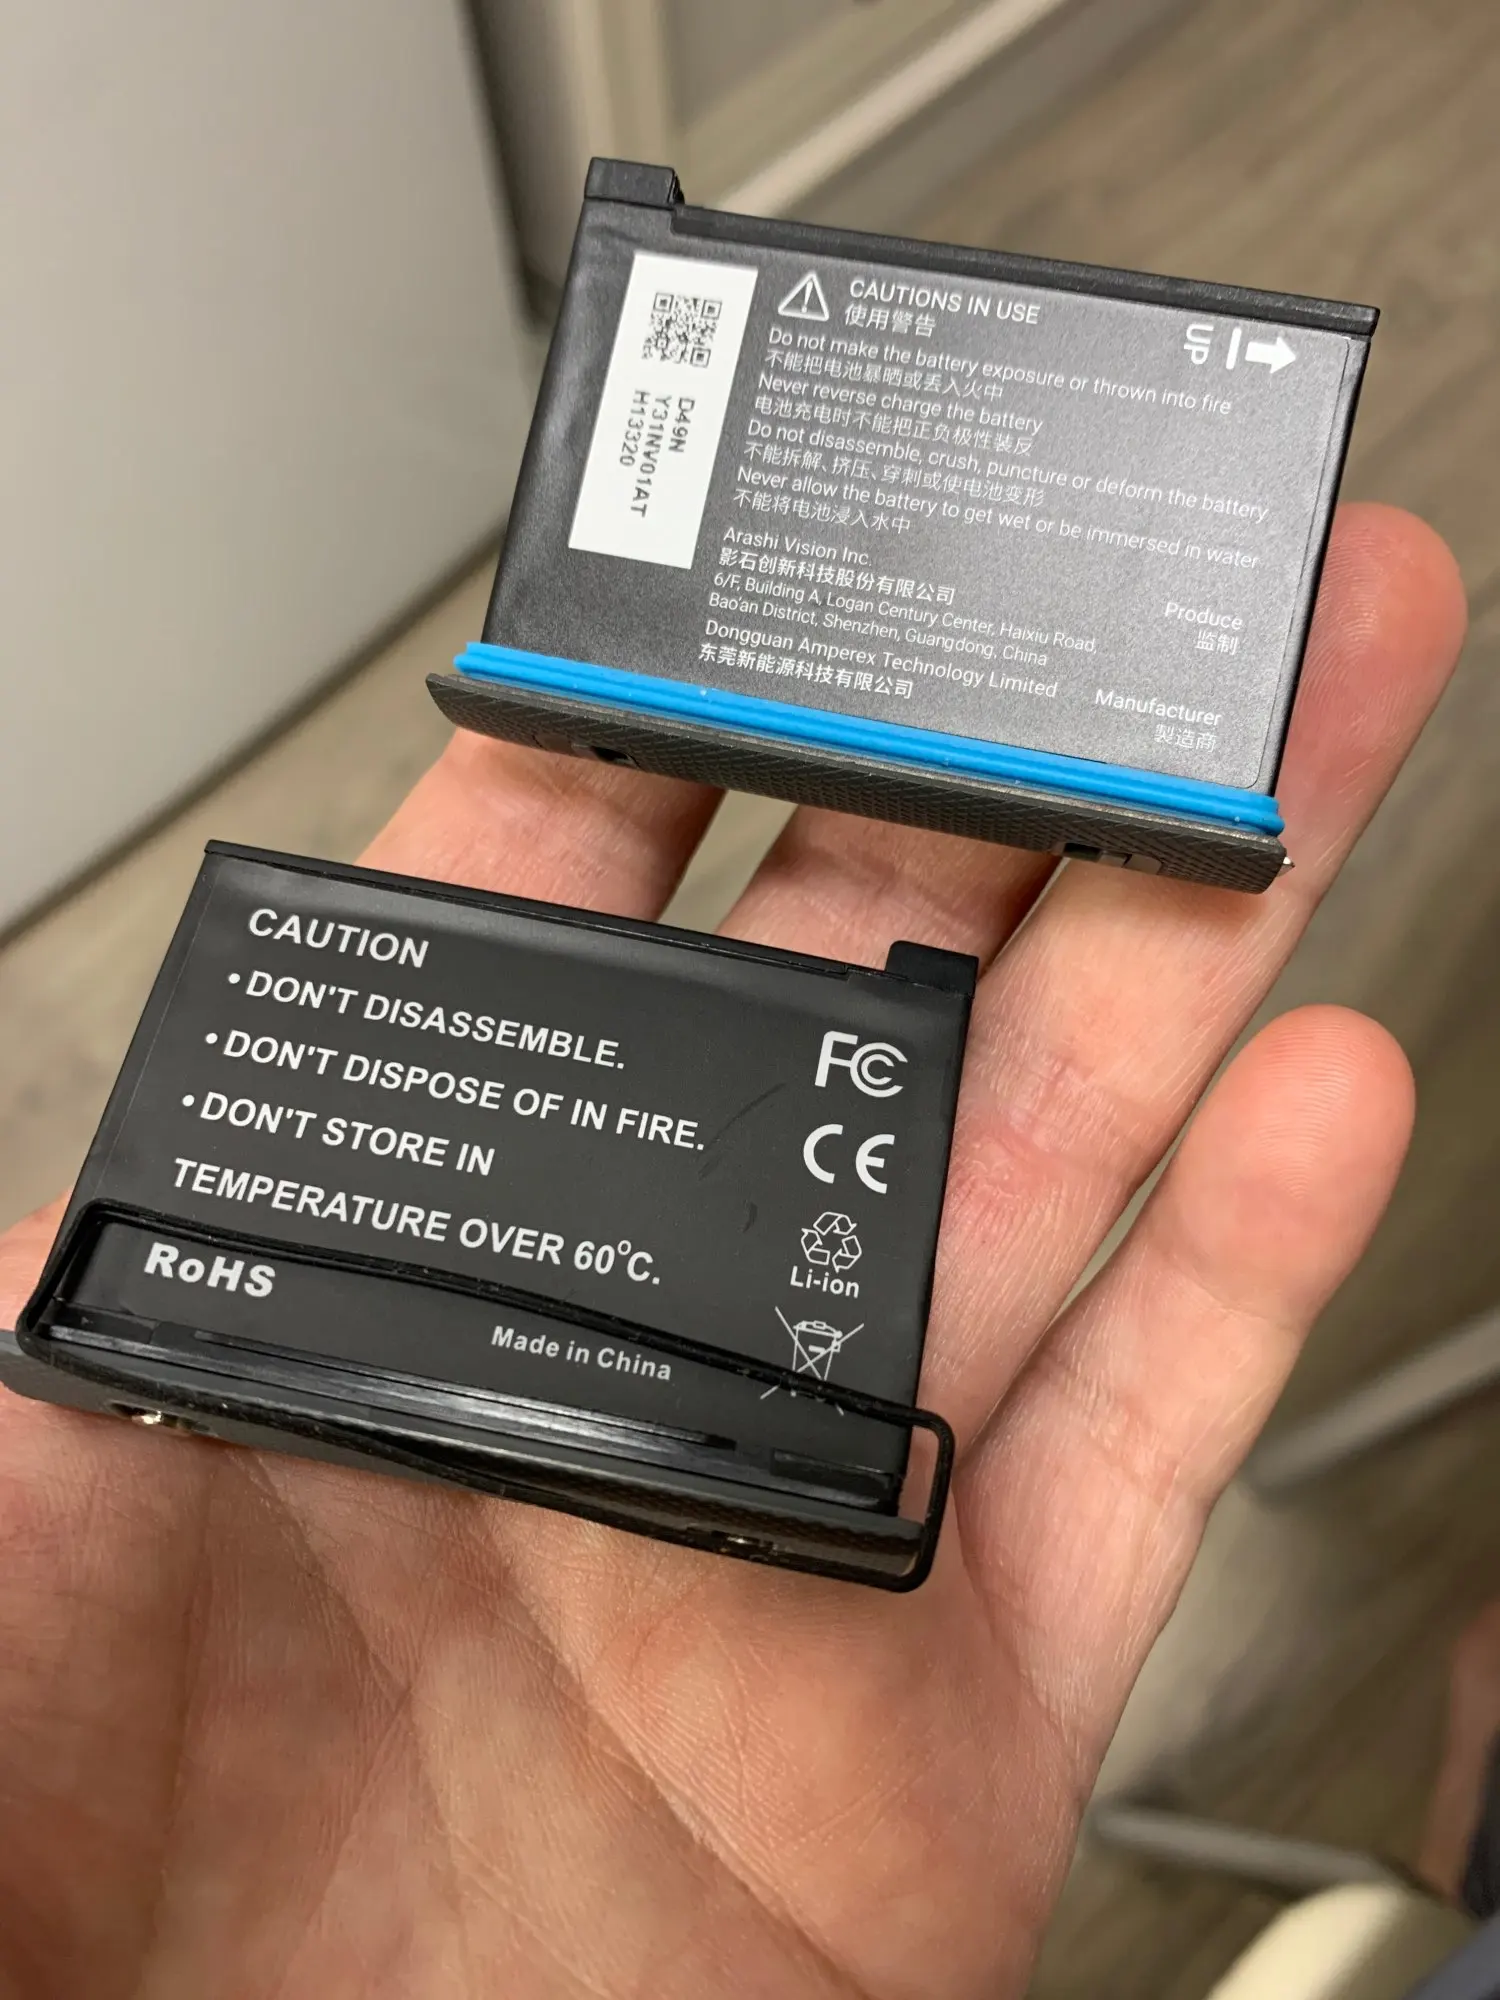 D49N
Y31NV01AT
H13320
CAUTIONS IN USE
使用警告
UP
Do not make the battery exposure or thrown into fire
不能把电池暴晒或丢入火中
Never reverse charge the battery
电池充电时不能把正负极性装反
Do not disassemble, crush, puncture or deform the battery
不能拆解、挤压、穿刺或使电池变形
Never allow the battery to get wet or be immersed in water
不能将电池浸入水中
Arashi Vision Inc.
影石创新科技股份有限公司
6/F, Building A, Logan Century Center, Haixiu Road,
Bao'an District, Shenzhen, Guangdong, China
Produce
监制
Dongguan Amperex Technology Limited
东莞新能源科技有限公司
Manufacturer
製造商
CAUTION
•DON'T DISASSEMBLE.
•DON'T DISPOSE OF IN FIRE.
•DON'T STORE IN
TEMPERATURE OVER 60°C.
RoHS
Made in China
FC
CE
Li-ion